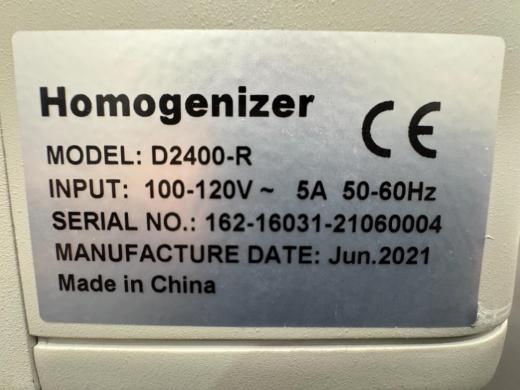 Homogenizer
CE
MODEL: D2400-R
INPUT: 100-120V ~ 5A 50-60Hz
SERIAL NO.: 162-16031-21060004
MANUFACTURE DATE: Jun.2021
Made in China